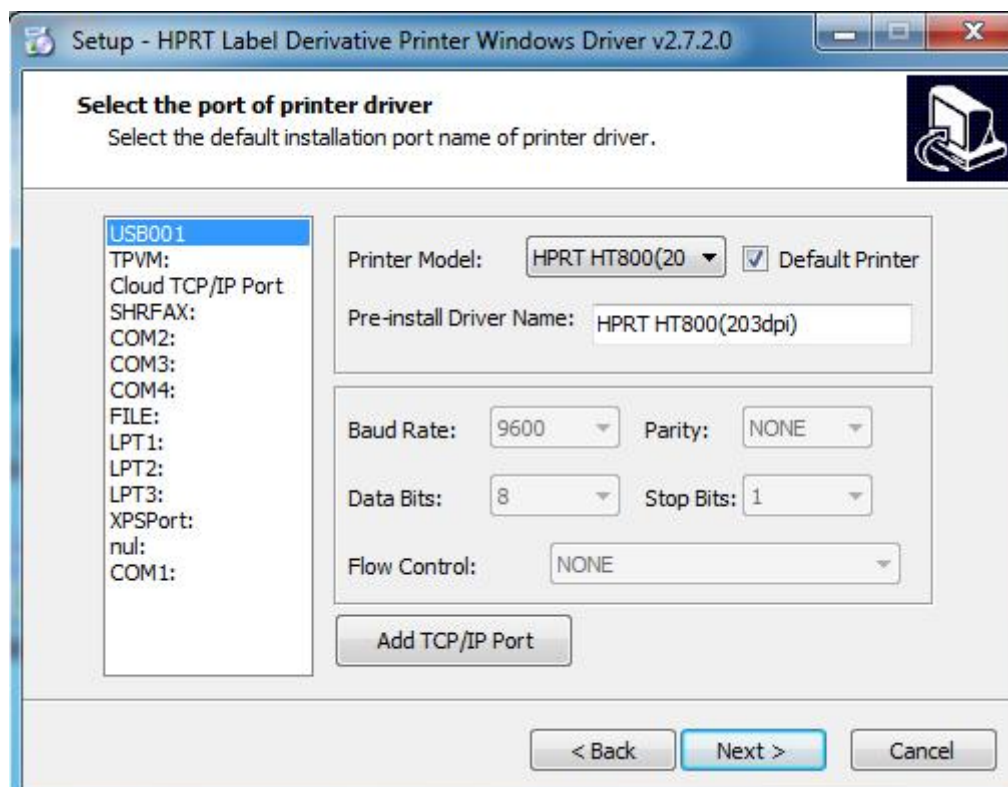 Setup - HPRT Label Derivative Printer Windows Driver v2.7.2.0
Select the port of printer driver
Select the default installation port name of printer driver.
USB001
TPVM:
Cloud TCP/IP Port
SHRFAX:
COM2:
COM3:
COM4:
FILE:
LPT1:
LPT2:
LPT3:
XPSPort:
nul:
COM1:
Printer Model: HPRT HT800(20 Default Printer
Pre-install Driver Name: HPRT HT800(203dpi)
Baud Rate: 9600 Parity: NONE
Data Bits: 8 Stop Bits: 1
Flow Control: NONE
Add TCP/IP Port
< Back Next > Cancel